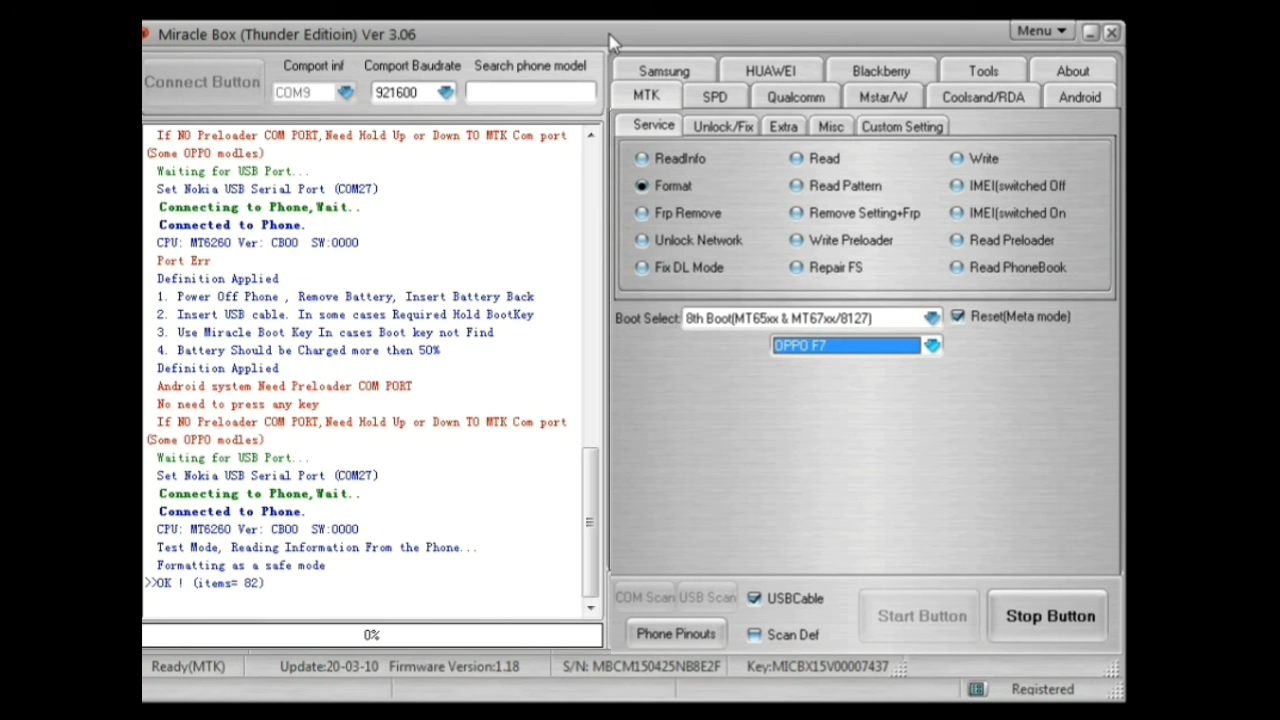 Miracle Box (Thunder Editioin) Ver 3.06
Menu
Connect Button
Comport inf
Comport Baudrate
Search phone model
COM9
921600
Samsung
HUAWEI
Blackberry
Tools
About
MTK
SPD
Qualcomm
Mstar/W
Coolsand/RDA
Android
Service
Unlock/Fix
Extra
Misc
Custom Setting
If NO Preloader COM PORT,Need Hold Up or Down TO MTK Com port
(Some OPPO modles)
Waiting for USB Port...
Set Nokia USB Serial Port (COM27)
Connecting to Phone,Wait..
Connected to Phone.
CPU: MT6260 Ver: CB00 SW:0000
Port Err
Definition Applied
1. Power Off Phone , Remove Battery, Insert Battery Back
2. Insert USB cable. In some cases Required Hold BootKey
3. Use Miracle Boot Key In cases Boot key not Find
4. Battery Should be Charged more then 50%
Definition Applied
Android system Need Preloader COM PORT
No need to press any key
If NO Preloader COM PORT,Need Hold Up or Down TO MTK Com port
(Some OPPO modles)
Waiting for USB Port...
Set Nokia USB Serial Port (COM27)
Connecting to Phone,Wait..
Connected to Phone.
CPU: MT6260 Ver: CB00 SW:0000
Test Mode, Reading Information From the Phone...
Formatting as a safe mode
>>OK ! (items= 82)
0%
ReadInfo
Read
Write
Format
Read Pattern
IMEI(switched Off
Frp Remove
Remove Setting+Frp
IMEI(switched On
Unlock Network
Write Preloader
Read Preloader
Fix DL Mode
Repair FS
Read PhoneBook
Boot Select:
8th Boot(MT65xx & MT67xx/8127)
Reset(Meta mode)
OPPO F7
COM Scan
USB Scan
USBCable
Phone Pinouts
Scan Def
Start Button
Stop Button
Ready(MTK)
Update:20-03-10
Firmware Version:1.18
S/N: MBCM150425NB8E2F
Key:MICBX15V00007437
Registered